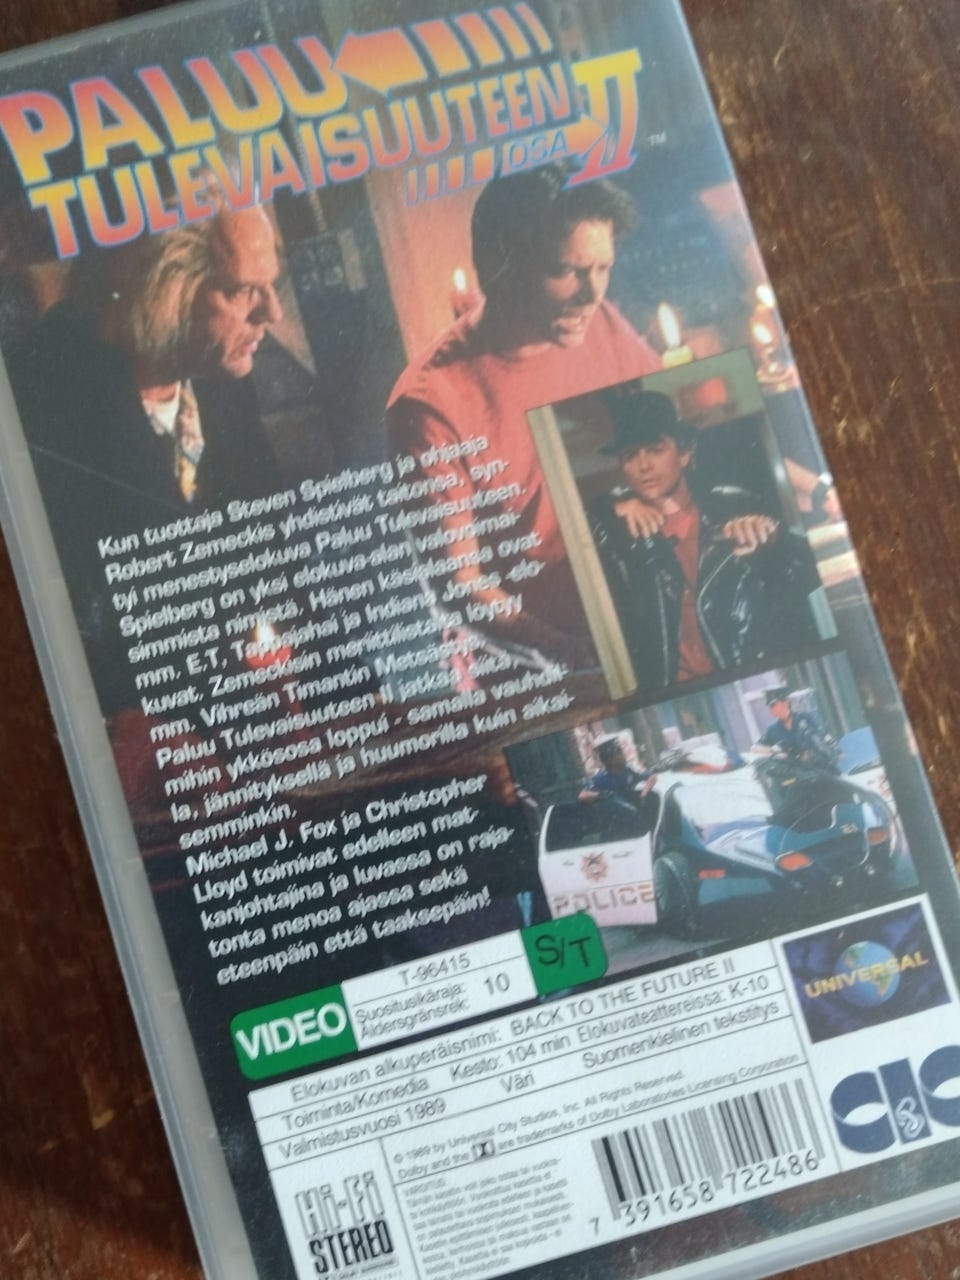 PALUU
TULEVAISUUTEEN II
OSA
TM
Kun tuottaja Steven Spielberg ja ohjaaja
Robert Zemeckis yhdistivät taitonsa, syn-
tyi menestyselokuva Paluu Tulevaisuuteen.
Spielberg on yksi elokuva-alan valovoimai-
simmista nimistä. Hänen käsialaansa ovat
mm. E.T, Tappajahai ja Indiana Jones -elo-
kuvat. Zemeckisin meriittilistalta löytyy
mm. Vihreän Timantin Metsästys.
Paluu Tulevaisuuteen II jatkaa siitä,
mihin ykkösosa loppui - samalla vauhdil-
la, jännityksellä ja huumorilla kuin aikai-
semminkin.
Michael J. Fox ja Christopher
Lloyd toimivat edelleen mat-
kanjohtajina ja luvassa on raja-
tonta menoa ajassa sekä
eteenpäin että taaksepäin!
POLICE
VIDEO
T-96415
Suositusikäraja:
Åldersgränsrek: 10
S/T
Elokuvan alkuperäisnimi: BACK TO THE FUTURE II
Toiminta/Komedia Kesto: 104 min Elokuvateattereissa: K-10
Valmistusvuosi 1989 Väri Suomenkielinen tekstitys
UNIVERSAL
CIC
© 1989 by Universal City Studios, Inc. All Rights Reserved.
Dolby and the are trademarks of Dolby Laboratories Licensing Corporation
HI-FI
STEREO
VAROITUS:
7 391658 722486